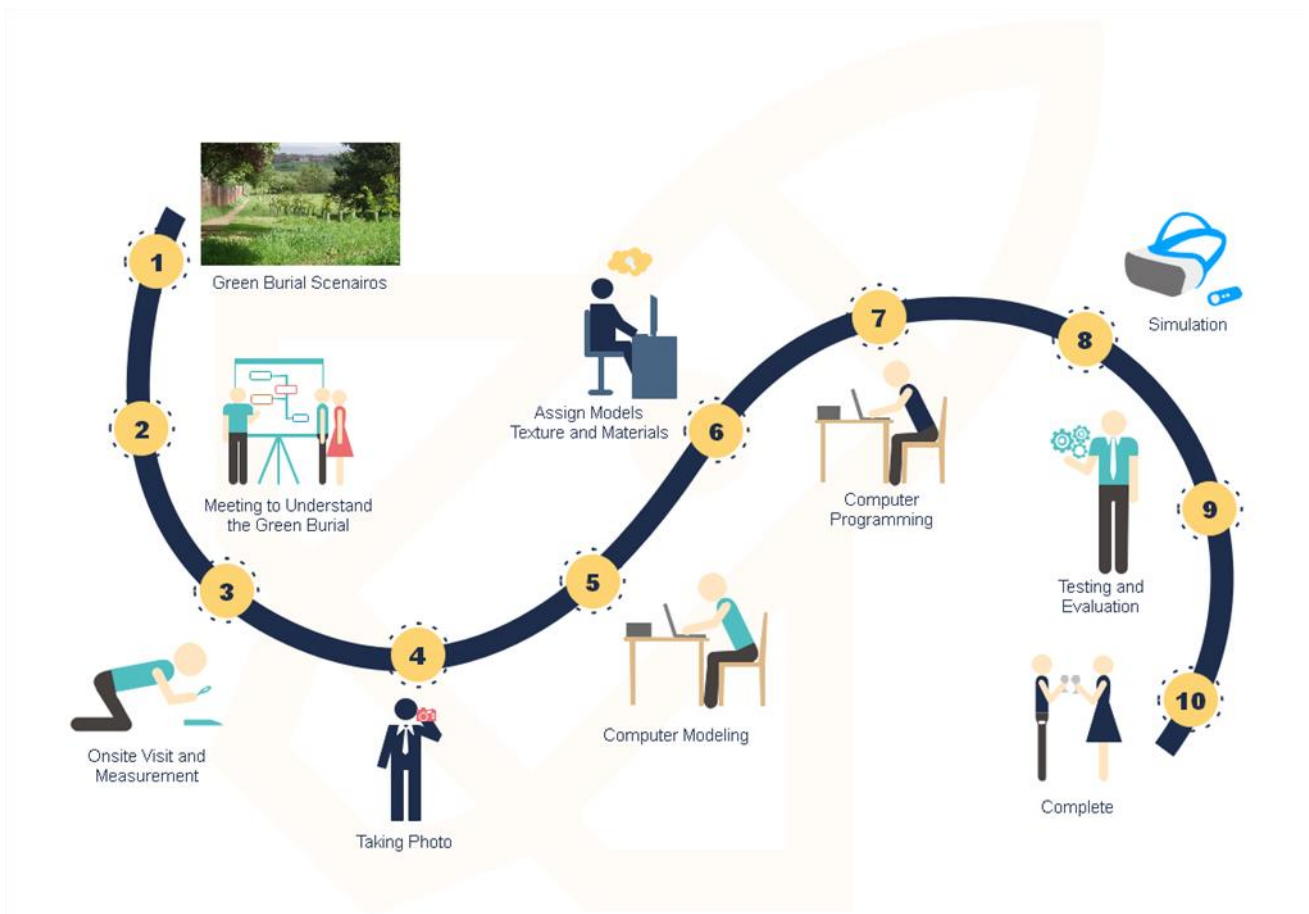 1
Green Burial Scenairos
2
Meeting to Understand
the Green Burial
3
Onsite Visit and
Measurement
4
Taking Photo
5
Computer Modeling
6
Assign Models
Texture and Materials
7
Computer
Programming
8
Simulation
9
Testing and
Evaluation
10
Complete